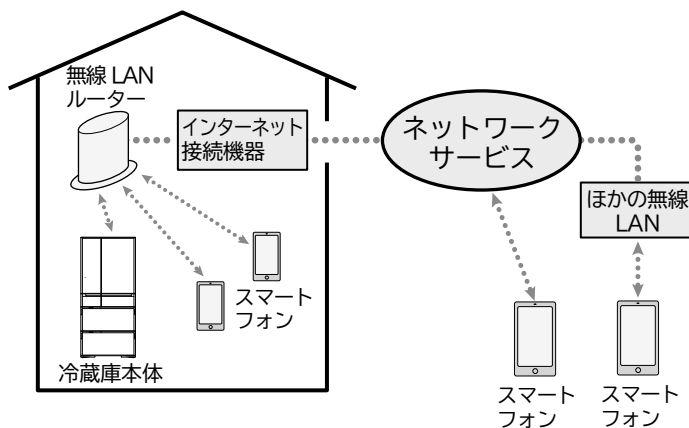 無線 LAN
ルーター
インターネット
接続機器
ネットワーク
サービス
ほかの無線
LAN
スマート
フォン
冷蔵庫本体
スマート
フォン
スマート
フォン